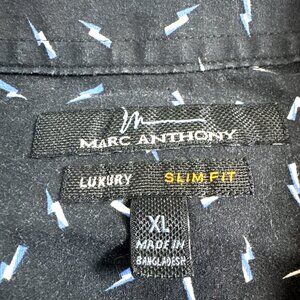 MARC ANTHONY
LUXURY SLIM FIT
XL
MADE IN
BANGLADESH